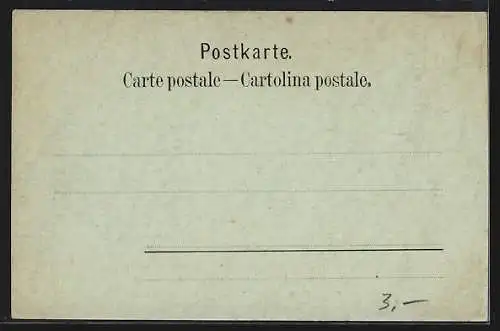 Postkarte.
Carte postale—Cartolina postale.
3,—